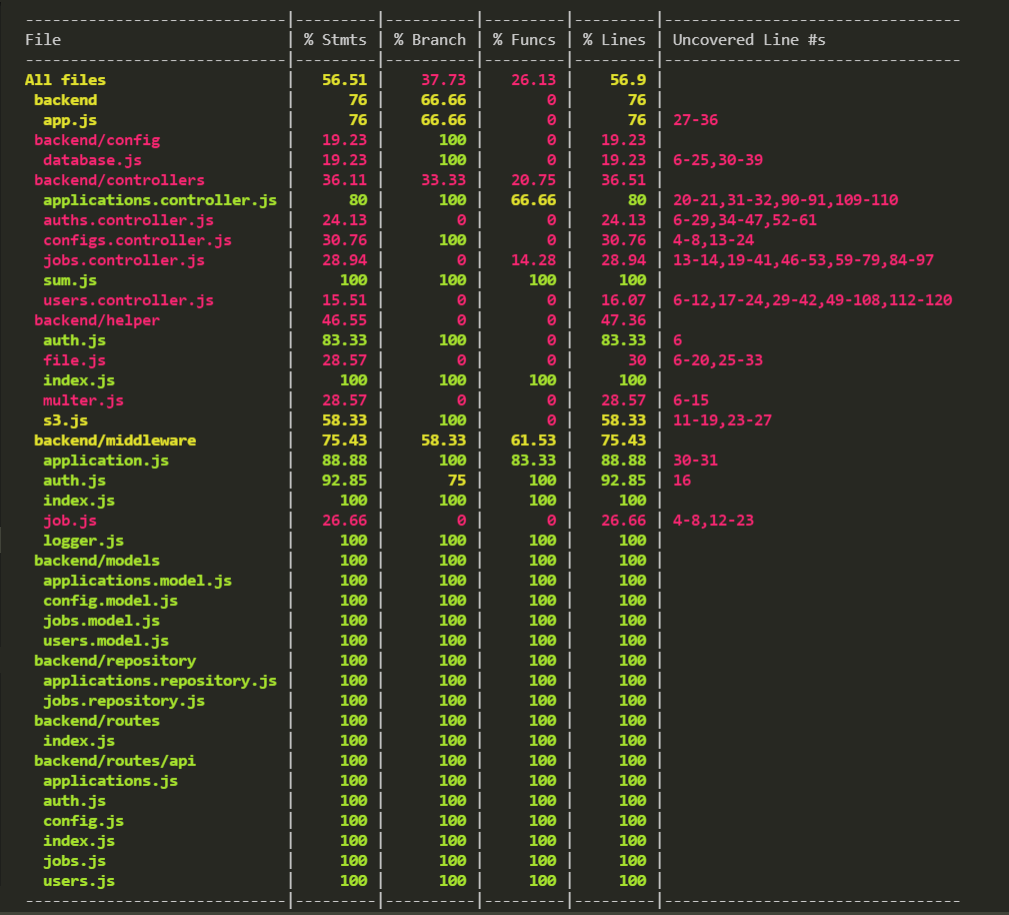 -----------------------------|---------|----------|---------|---------|---------------------------------
File                         | % Stmts | % Branch | % Funcs | % Lines | Uncovered Line #s
-----------------------------|---------|----------|---------|---------|---------------------------------
All files                    |   56.51 |    37.73 |   26.13 |    56.9 |
 backend                     |      76 |    66.66 |       0 |      76 |
  app.js                     |      76 |    66.66 |       0 |      76 | 27-36
 backend/config              |   19.23 |      100 |       0 |   19.23 |
  database.js                |   19.23 |      100 |       0 |   19.23 | 6-25,30-39
 backend/controllers         |   36.11 |    33.33 |   20.75 |   36.51 |
  applications.controller.js |      80 |      100 |   66.66 |      80 | 20-21,31-32,90-91,109-110
  auths.controller.js        |   24.13 |        0 |       0 |   24.13 | 6-29,34-47,52-61
  configs.controller.js      |   30.76 |      100 |       0 |   30.76 | 4-8,13-24
  jobs.controller.js         |   28.94 |        0 |   14.28 |   28.94 | 13-14,19-41,46-53,59-79,84-97
  sum.js                     |     100 |      100 |     100 |     100 |
  users.controller.js        |   15.51 |        0 |       0 |   16.07 | 6-12,17-24,29-42,49-108,112-120
 backend/helper              |   46.55 |        0 |       0 |   47.36 |
  auth.js                    |   83.33 |      100 |       0 |   83.33 | 6
  file.js                    |   28.57 |        0 |       0 |      30 | 6-20,25-33
  index.js                   |     100 |      100 |     100 |     100 |
  multer.js                  |   28.57 |        0 |       0 |   28.57 | 6-15
  s3.js                      |   58.33 |      100 |       0 |   58.33 | 11-19,23-27
 backend/middleware          |   75.43 |    58.33 |   61.53 |   75.43 |
  application.js             |   88.88 |      100 |   83.33 |   88.88 | 30-31
  auth.js                    |   92.85 |       75 |     100 |   92.85 | 16
  index.js                   |     100 |      100 |     100 |     100 |
  job.js                     |   26.66 |        0 |       0 |   26.66 | 4-8,12-23
  logger.js                  |     100 |      100 |     100 |     100 |
 backend/models              |     100 |      100 |     100 |     100 |
  applications.model.js      |     100 |      100 |     100 |     100 |
  config.model.js            |     100 |      100 |     100 |     100 |
  jobs.model.js              |     100 |      100 |     100 |     100 |
  users.model.js             |     100 |      100 |     100 |     100 |
 backend/repository          |     100 |      100 |     100 |     100 |
  applications.repository.js |     100 |      100 |     100 |     100 |
  jobs.repository.js         |     100 |      100 |     100 |     100 |
 backend/routes              |     100 |      100 |     100 |     100 |
  index.js                   |     100 |      100 |     100 |     100 |
 backend/routes/api          |     100 |      100 |     100 |     100 |
  applications.js            |     100 |      100 |     100 |     100 |
  auth.js                    |     100 |      100 |     100 |     100 |
  config.js                  |     100 |      100 |     100 |     100 |
  index.js                   |     100 |      100 |     100 |     100 |
  jobs.js                    |     100 |      100 |     100 |     100 |
  users.js                   |     100 |      100 |     100 |     100 |
-----------------------------|---------|----------|---------|---------|---------------------------------